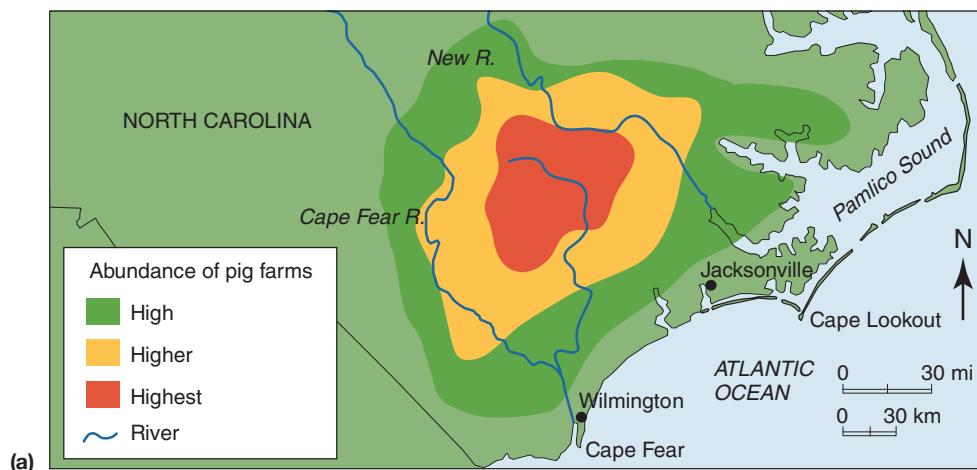 New R.
NORTH CAROLINA
Pamlico Sound
Cape Fear R.
N
Abundance of pig farms
High
Higher
Highest
River
Jacksonville
Cape Lookout
ATLANTIC
OCEAN
0 30 mi
0 30 km
Wilmington
Cape Fear
(a)